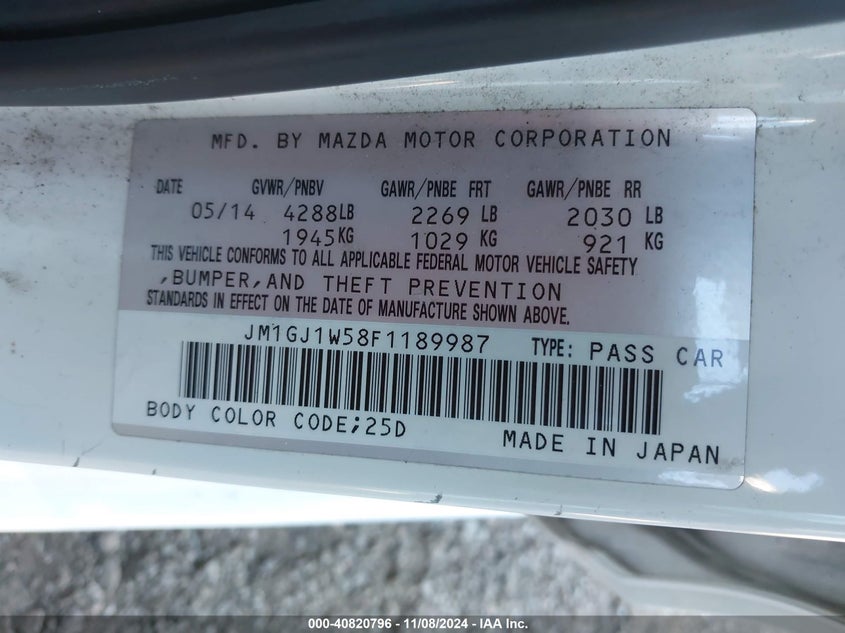 MFD. BY MAZDA MOTOR CORPORATION
DATE GVWR/PNBV GAWR/PNBE FRT GAWR/PNBE RR
05/14 4288LB 2269 LB 2030 LB
1945KG 1029 KG 921 KG
THIS VEHICLE CONFORMS TO ALL APPLICABLE FEDERAL MOTOR VEHICLE SAFETY
,BUMPER,AND THEFT PREVENTION
STANDARDS IN EFFECT ON THE DATE OF MANUFACTURE SHOWN ABOVE.
JM1GJ1W58F1189987 TYPE: PASS CAR
BODY COLOR CODE;25D MADE IN JAPAN
000-40820796 - 11/08/2024 - IAA Inc.